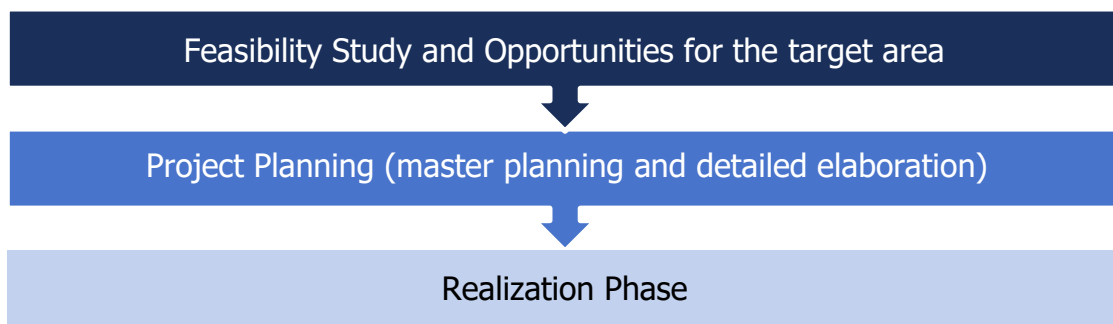 Feasibility Study and Opportunities for the target area
Project Planning (master planning and detailed elaboration)
Realization Phase